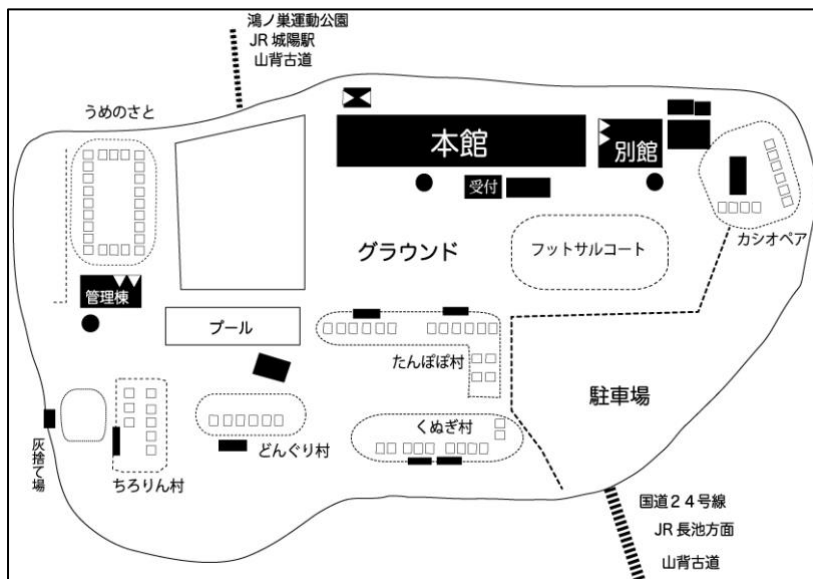 鴻ノ巣運動公園
JR 城陽駅
山背古道
うめのさと
本館
別館
受付
カシオペア
グラウンド
フットサルコート
管理棟
プール
たんぽぽ村
駐車場
くぬぎ村
どんぐり村
灰捨て場
ちろりん村
国道24号線
JR 長池方面
山背古道